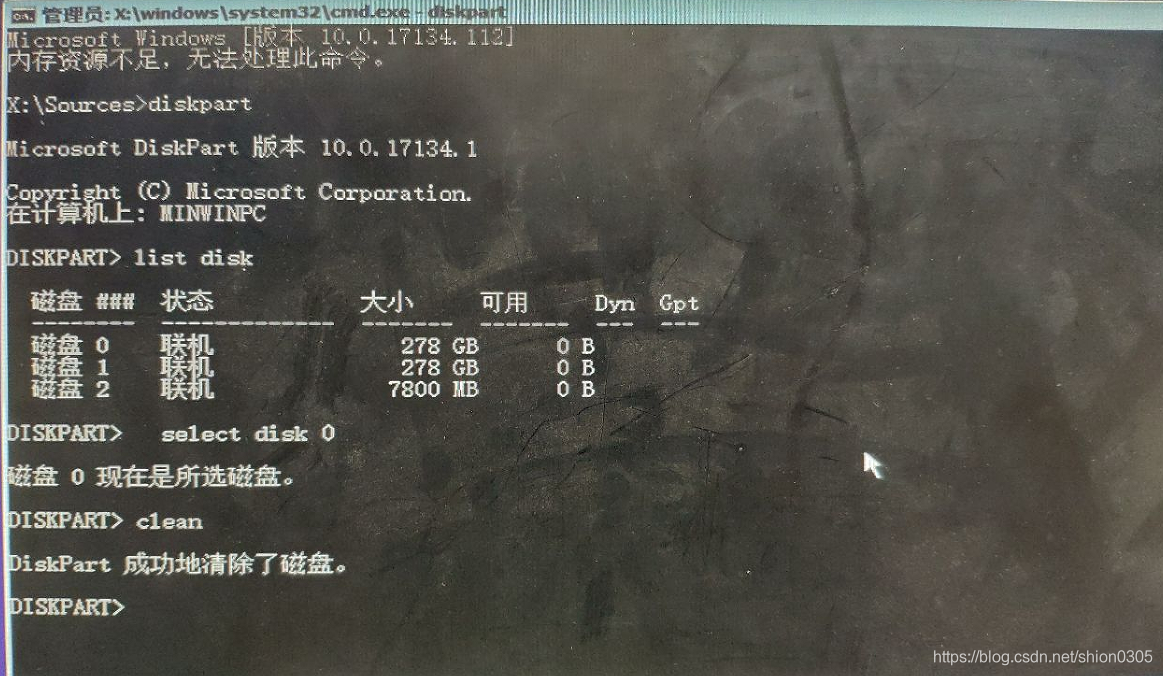 管理员: X:\windows\system32\cmd.exe - diskpart
Microsoft Windows [版本 10.0.17134.112]
内存资源不足，无法处理此命令。
X:\Sources>diskpart
Microsoft DiskPart 版本 10.0.17134.1
Copyright (C) Microsoft Corporation.
在计算机上: MINWINPC
DISKPART> list disk
磁盘 ### 状态 大小 可用 Dyn Gpt
-------- ------------- ------- ------- --- ---
磁盘 0 联机 278 GB 0 B
磁盘 1 联机 278 GB 0 B
磁盘 2 联机 7800 MB 0 B
DISKPART> select disk 0
磁盘 0 现在是所选磁盘。
DISKPART> clean
DiskPart 成功地清除了磁盘。
DISKPART>
https://blog.csdn.net/shion0305